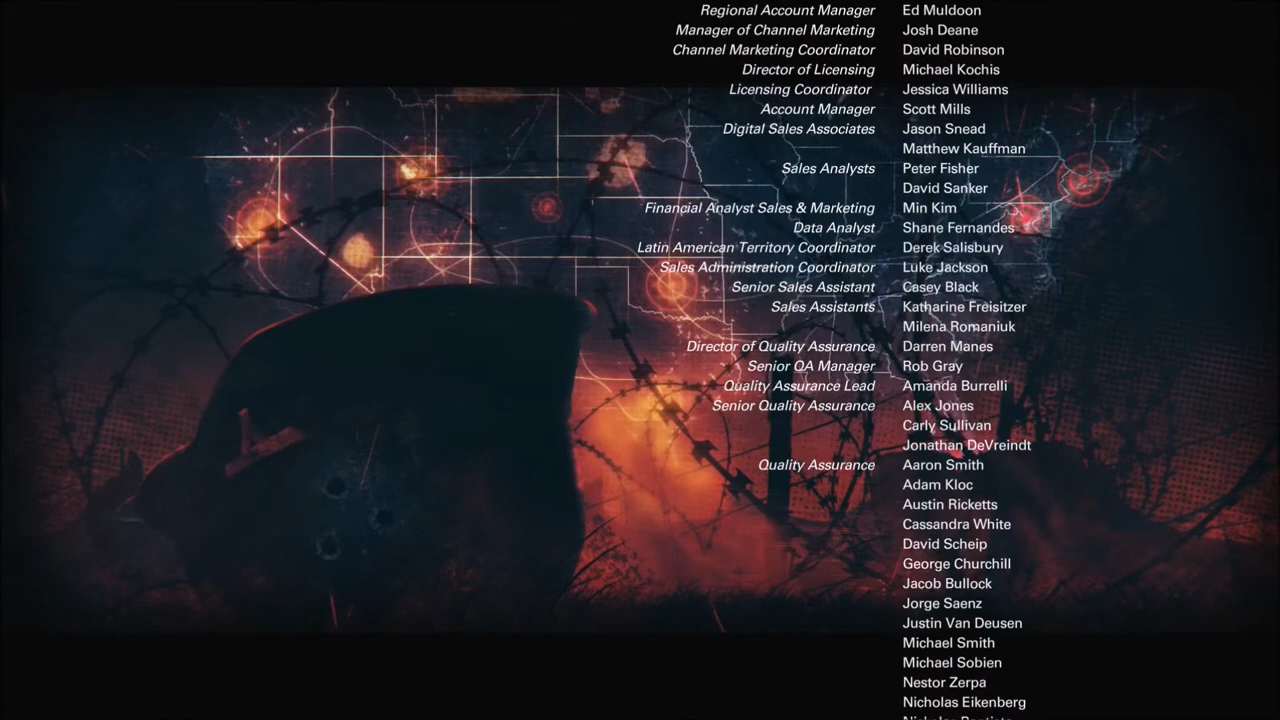 Regional Account Manager Ed Muldoon
Manager of Channel Marketing Josh Deane
Channel Marketing Coordinator David Robinson
Director of Licensing Michael Kochis
Licensing Coordinator Jessica Williams
Account Manager Scott Mills
Digital Sales Associates Jason Snead
Matthew Kauffman
Sales Analysts Peter Fisher
David Sanker
Financial Analyst Sales & Marketing Min Kim
Data Analyst Shane Fernandes
Latin American Territory Coordinator Derek Salisbury
Sales Administration Coordinator Luke Jackson
Senior Sales Assistant Casey Black
Sales Assistants Katharine Freisitzer
Milena Romaniuk
Director of Quality Assurance Darren Manes
Senior QA Manager Rob Gray
Quality Assurance Lead Amanda Burrelli
Senior Quality Assurance Alex Jones
Carly Sullivan
Jonathan DeVreindt
Quality Assurance Aaron Smith
Adam Kloc
Austin Ricketts
Cassandra White
David Scheip
George Churchill
Jacob Bullock
Jorge Saenz
Justin Van Deusen
Michael Smith
Michael Sobien
Nestor Zerpa
Nicholas Eikenberg